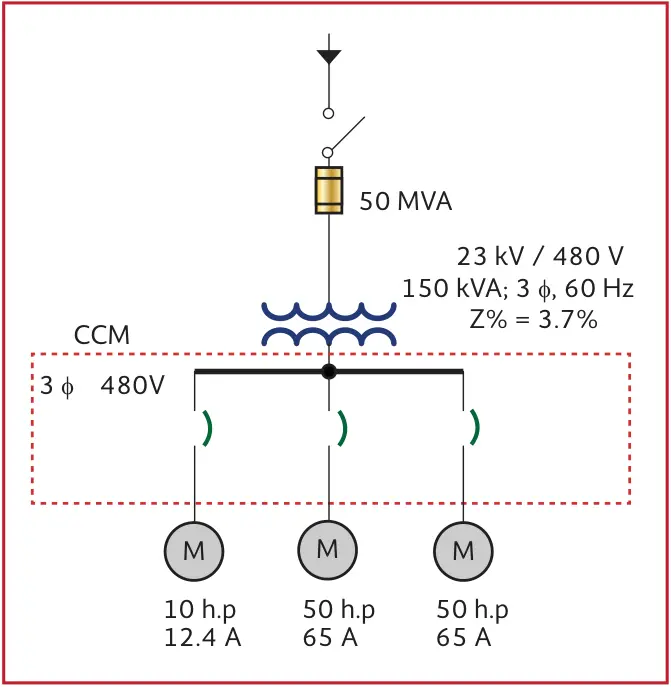 50 MVA
23 kV / 480 V
150 kVA; 3 ϕ, 60 Hz
Z% = 3.7%
CCM
3 ϕ 480V
M M M
10 h.p 50 h.p 50 h.p
12.4 A 65 A 65 A